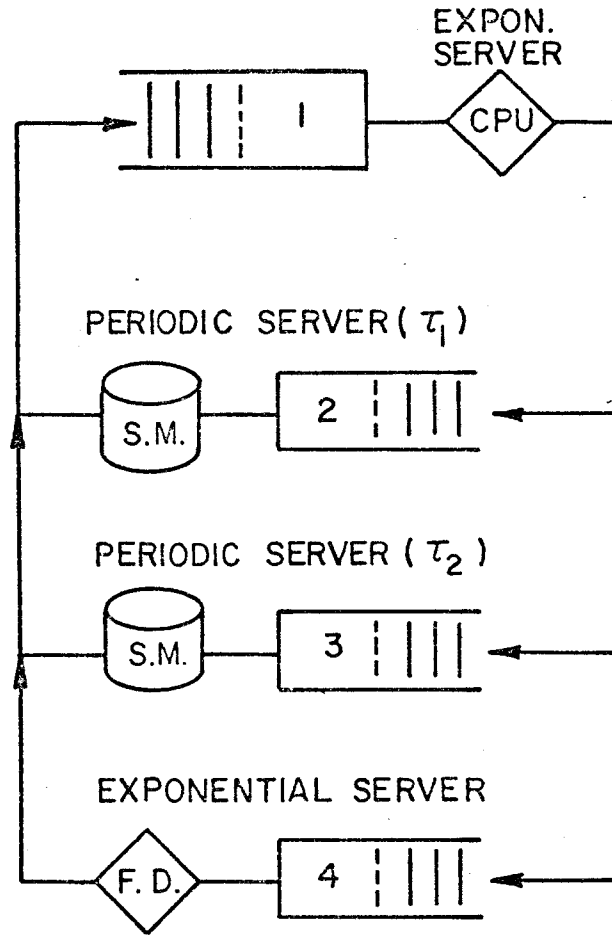 EXPON.
SERVER
1
CPU
PERIODIC SERVER (τ₁)
S.M.
2
PERIODIC SERVER (τ₂)
S.M.
3
EXPONENTIAL SERVER
F. D.
4